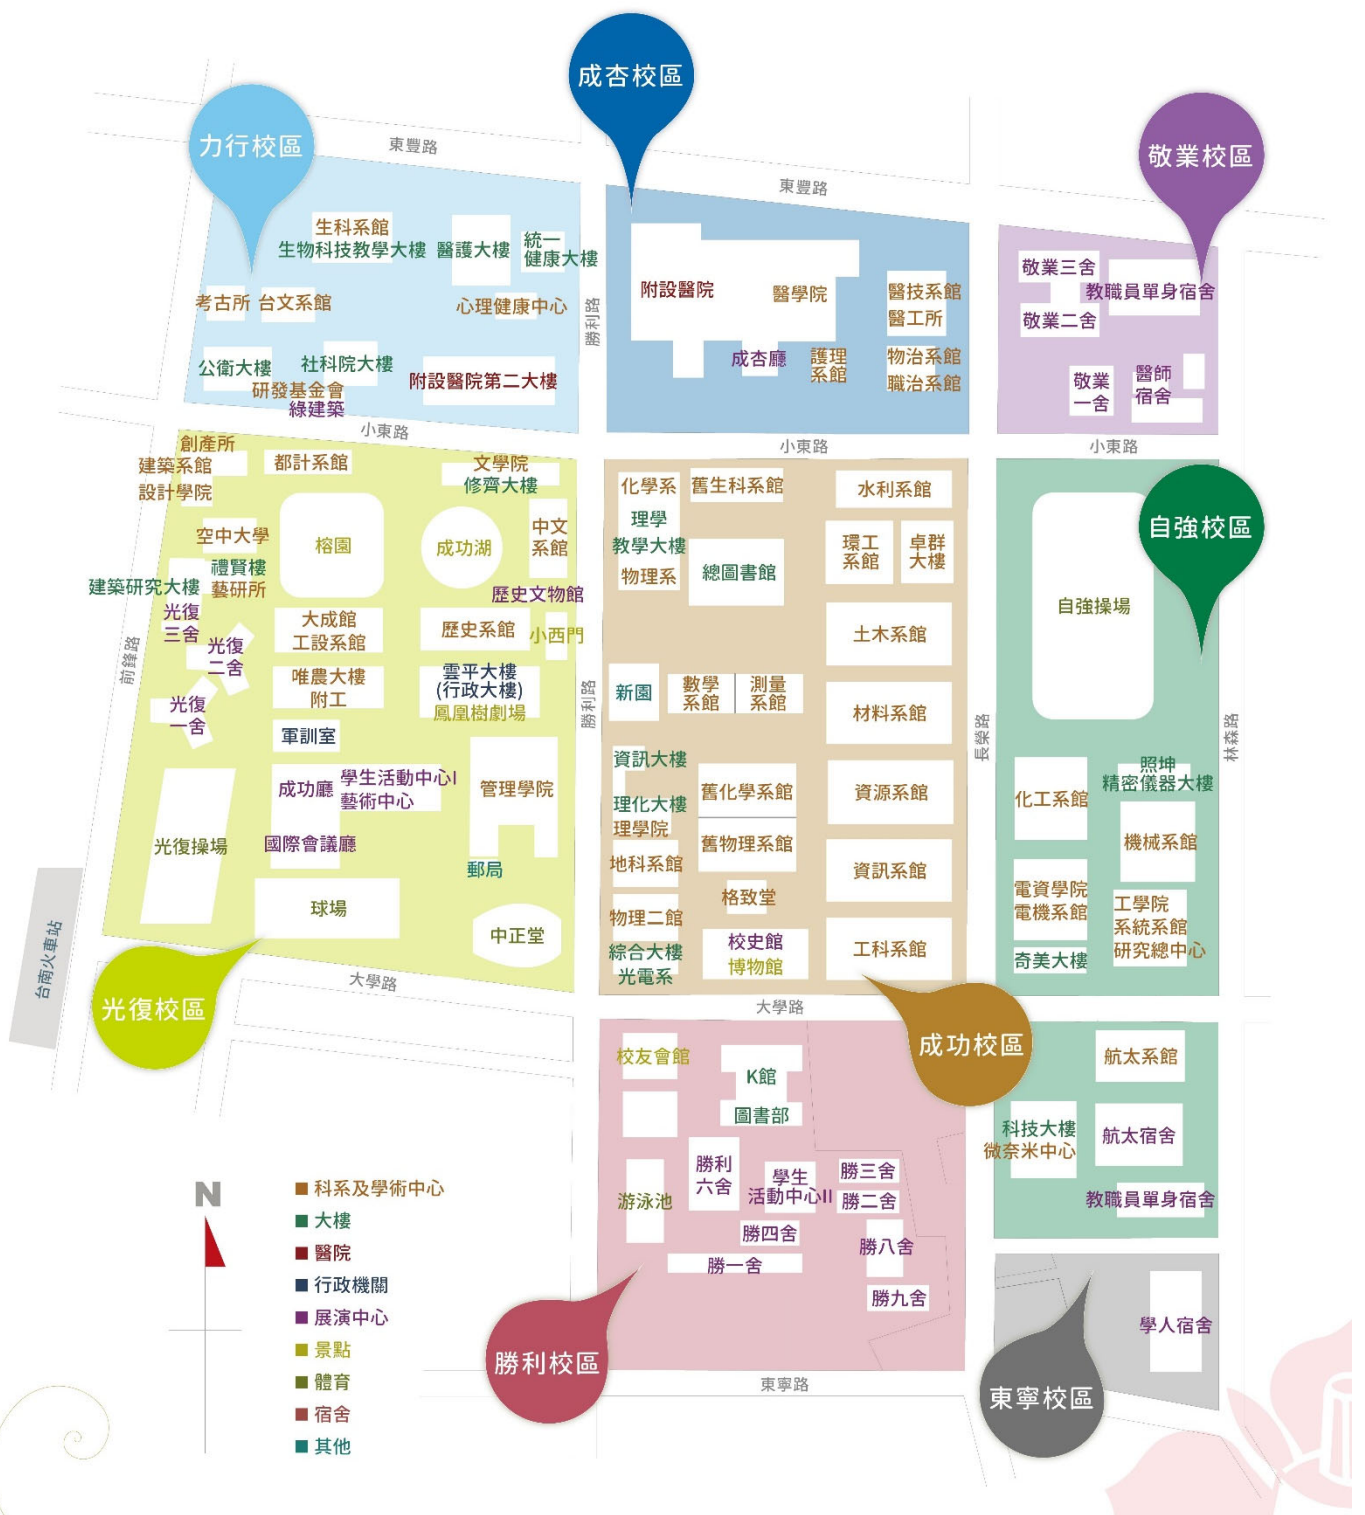 成杏校區
力行校區
敬業校區
東豐路
東豐路
生科系館
生物科技教學大樓
醫護大樓
統一
健康大樓
考古所
台文系館
心理健康中心
公衛大樓
社科院大樓
研發基金會
綠建築
附設醫院第二大樓
勝利路
附設醫院
醫學院
醫技系館
醫工所
成杏廳
護理
系館
物治系館
職治系館
敬業三舍
教職員單身宿舍
敬業二舍
敬業
一舍
醫師
宿舍
小東路
小東路
小東路
創產所
建築系館
設計學院
都計系館
文學院
修齊大樓
空中大學
榕園
成功湖
中文
系館
禮賢樓
建築研究大樓
藝研所
歷史文物館
光復
三舍
大成館
工設系館
歷史系館
小西門
光復
二舍
唯農大樓
附工
雲平大樓
(行政大樓)
鳳凰樹劇場
光復
一舍
軍訓室
成功廳
學生活動中心I
藝術中心
管理學院
國際會議廳
光復操場
郵局
球場
中正堂
前鋒路
台南火車站
光復校區
大學路
勝利路
化學系
舊生科系館
水利系館
理學
教學大樓
物理系
總圖書館
環工
系館
卓群
大樓
土木系館
新園
數學
系館
測量
系館
材料系館
資訊大樓
舊化學系館
資源系館
理化大樓
理學院
舊物理系館
地科系館
資訊系館
格致堂
物理二館
校史館
博物館
工科系館
綜合大樓
光電系
大學路
成功校區
長榮路
自強校區
自強操場
林森路
照坤
精密儀器大樓
化工系館
機械系館
電資學院
電機系館
工學院
系統系館
研究總中心
奇美大樓
航太系館
科技大樓
微奈米中心
航太宿舍
教職員單身宿舍
校友會館
K館
圖書部
游泳池
勝利
六舍
學生
活動中心II
勝三舍
勝二舍
勝四舍
勝八舍
勝一舍
勝九舍
勝利校區
東寧路
學人宿舍
東寧校區
N
科系及學術中心
大樓
醫院
行政機關
展演中心
景點
體育
宿舍
其他